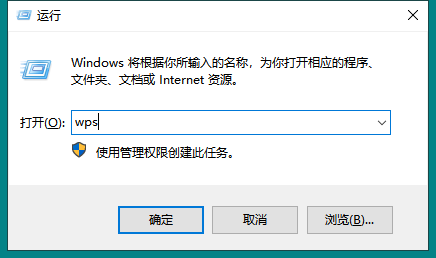 运行
Windows 将根据你所输入的名称，为你打开相应的程序、
文件夹、文档或 Internet 资源。
打开(O): wps
使用管理权限创建此任务。
确定 取消 浏览(B)...